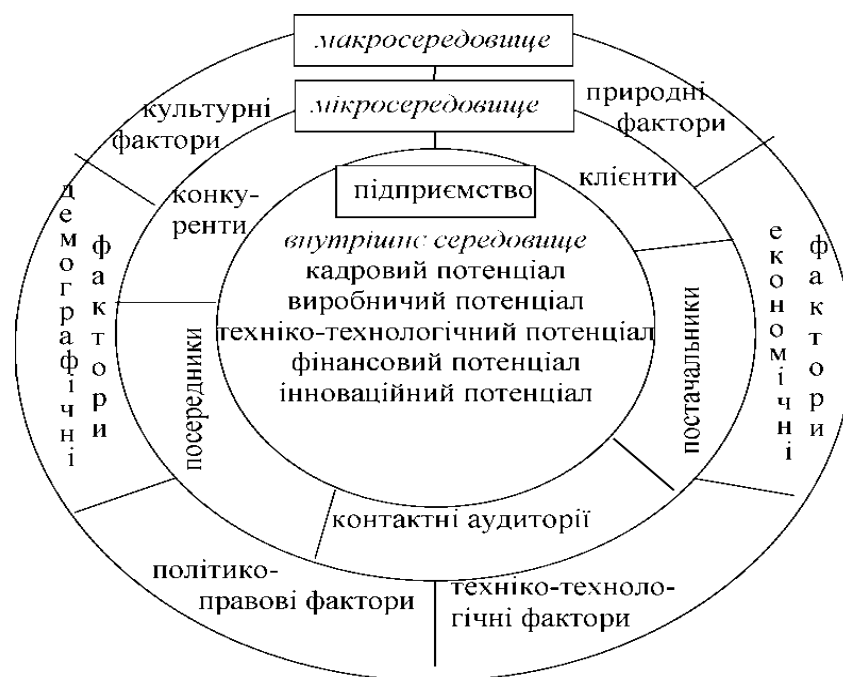 макросередовище
мікросередовище
культурні
фактори
природні
фактори
конку-
ренти
клієнти
підприємство
внутрішнє середовище
кадровий потенціал
виробничий потенціал
техніко-технологічний потенціал
фінансовий потенціал
інноваційний потенціал
демографічні
фактори
посередники
постачальники
економічні
фактори
контактні аудиторії
політико-
правові фактори
техніко-техноло-
гічні фактори